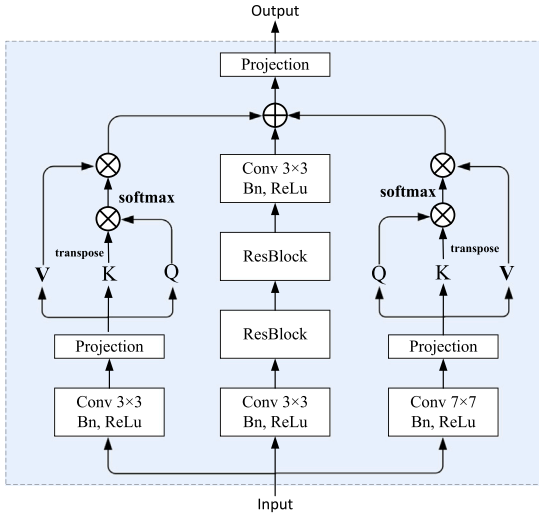 Output
Projection
Conv 3×3
Bn, ReLu
softmax
softmax
transpose
transpose
ResBlock
V
K
Q
Q
K
V
Projection
ResBlock
Projection
Conv 3×3
Bn, ReLu
Conv 3×3
Bn, ReLu
Conv 7×7
Bn, ReLu
Input